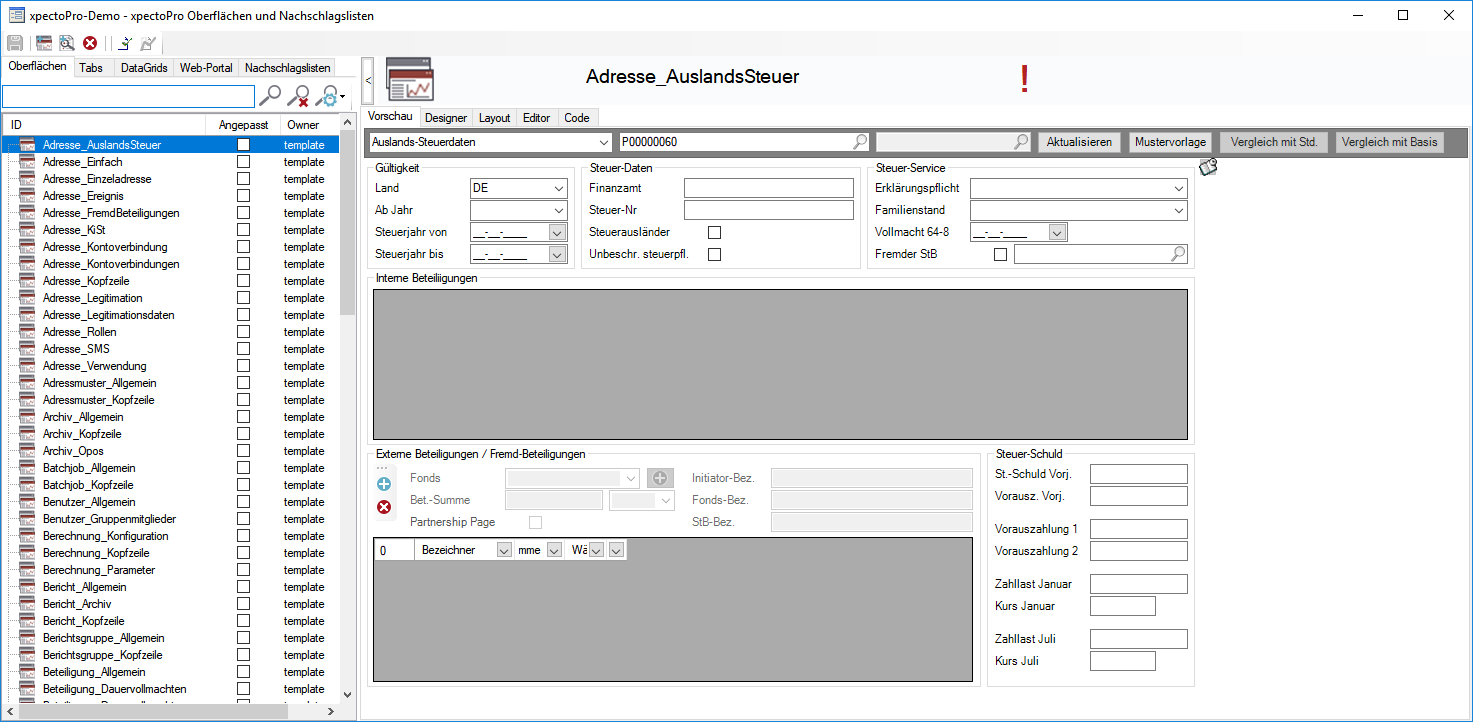 xpectoPro-Demo - xpectoPro Oberflächen und Nachschlagslisten
Oberflächen Tabs DataGrids Web-Portal Nachschlagslisten
ID Angepasst Owner
Adresse_AuslandsSteuer template
Adresse_Einfach template
Adresse_Einzeladresse template
Adresse_Ereignis template
Adresse_FremdBeteiligungen template
Adresse_KiSt template
Adresse_Kontoverbindung template
Adresse_Kontoverbindungen template
Adresse_Kopfzeile template
Adresse_Legitimation template
Adresse_Legitimationsdaten template
Adresse_Rollen template
Adresse_SMS template
Adresse_Verwendung template
Adressmuster_Allgemein template
Adressmuster_Kopfzeile template
Archiv_Allgemein template
Archiv_Kopfzeile template
Archiv_Opos template
Batchjob_Allgemein template
Batchjob_Kopfzeile template
Benutzer_Allgemein template
Benutzer_Gruppenmitglieder template
Berechnung_Konfiguration template
Berechnung_Kopfzeile template
Berechnung_Parameter template
Bericht_Allgemein template
Bericht_Archiv template
Bericht_Kopfzeile template
Berichtsgruppe_Allgemein template
Berichtsgruppe_Kopfzeile template
Beteiligung_Allgemein template
Beteiligung_Dauervollmachten template
<
Adresse_AuslandsSteuer !
Vorschau Designer Layout Editor Code
Auslands-Steuerdaten P00000060 Aktualisieren Mustervorlage Vergleich mit Std. Vergleich mit Basis
Gültigkeit
Land DE
Ab Jahr
Steuerjahr von __-__-____
Steuerjahr bis __-__-____
Steuer-Daten
Finanzamt
Steuer-Nr
Steuerausländer
Unbeschr. steuerpfl.
Steuer-Service
Erklärungspflicht
Familienstand
Vollmacht 64-8 __-__-____
Fremder StB
Interne Beteiligungen
Externe Beteiligungen / Fremd-Beteiligungen
Fonds Initiator-Bez.
Bet.-Summe Fonds-Bez.
Partnership Page StB-Bez.
0 Bezeichner mme Wä
Steuer-Schuld
St.-Schuld Vorj.
Vorausz. Vorj.
Vorauszahlung 1
Vorauszahlung 2
Zahllast Januar
Kurs Januar
Zahllast Juli
Kurs Juli